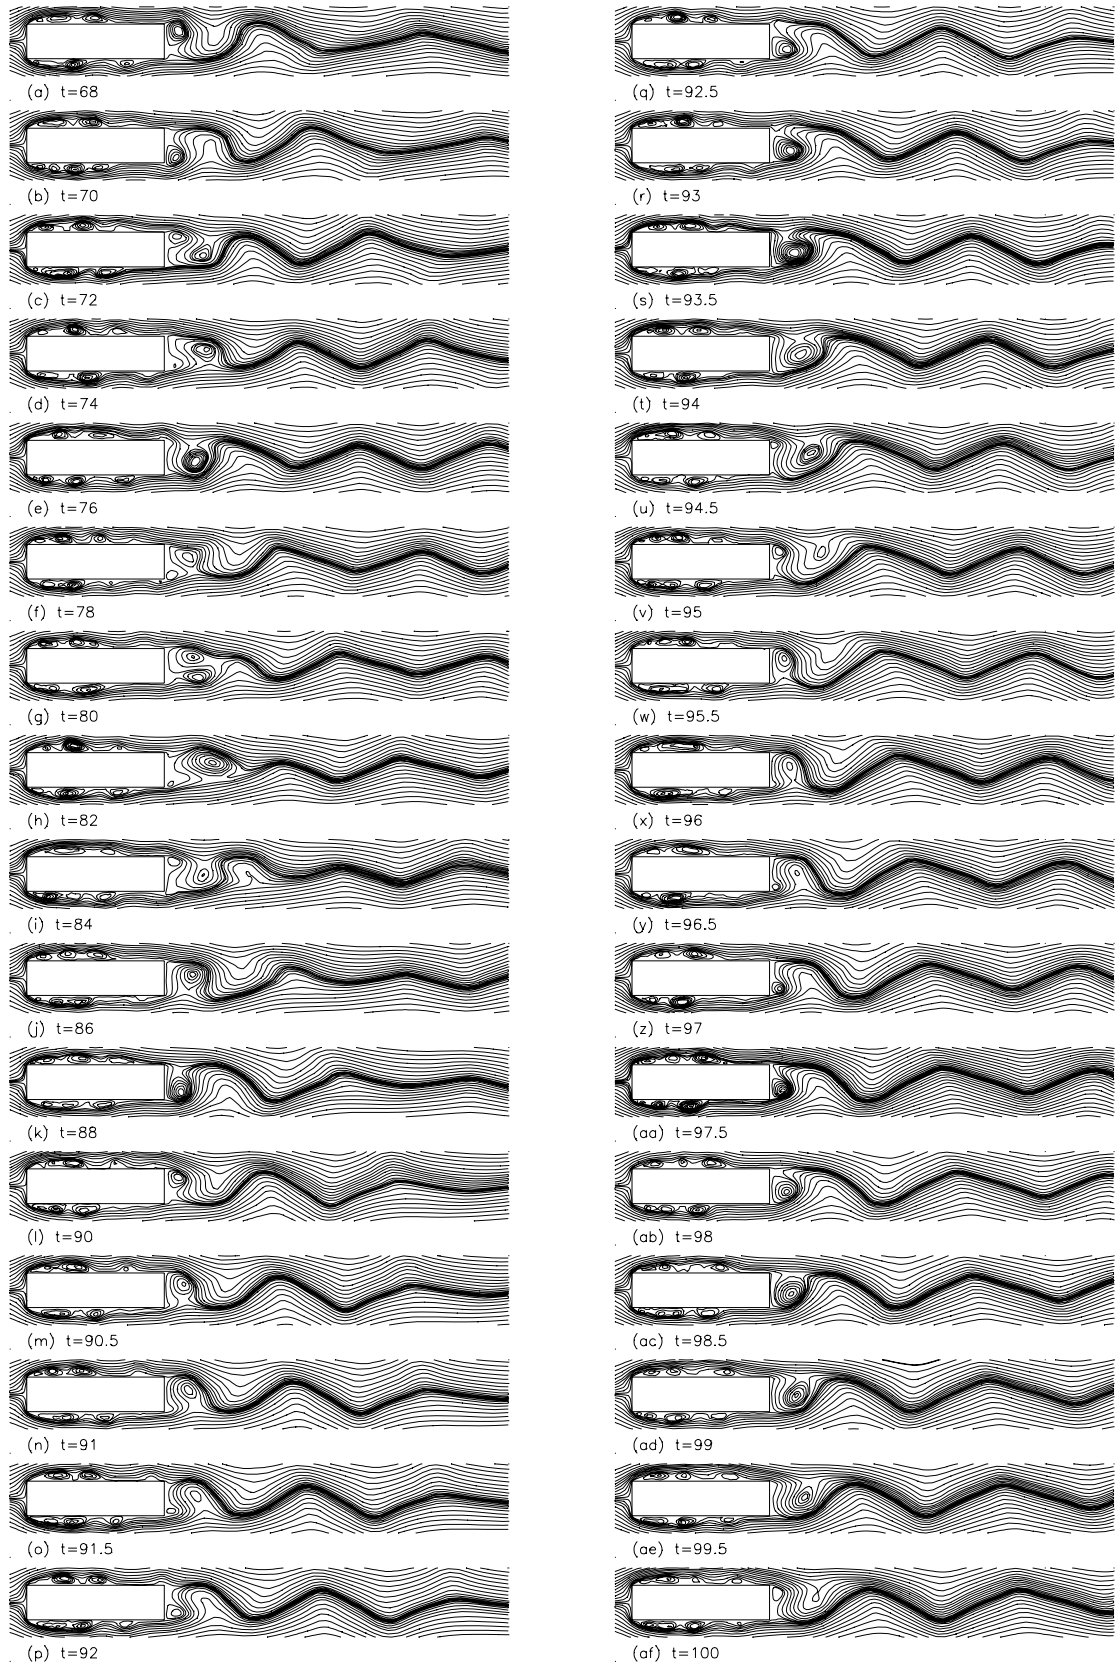 (a) t=68
(b) t=70
(c) t=72
(d) t=74
(e) t=76
(f) t=78
(g) t=80
(h) t=82
(i) t=84
(j) t=86
(k) t=88
(l) t=90
(m) t=90.5
(n) t=91
(o) t=91.5
(p) t=92
(q) t=92.5
(r) t=93
(s) t=93.5
(t) t=94
(u) t=94.5
(v) t=95
(w) t=95.5
(x) t=96
(y) t=96.5
(z) t=97
(aa) t=97.5
(ab) t=98
(ac) t=98.5
(ad) t=99
(ae) t=99.5
(af) t=100